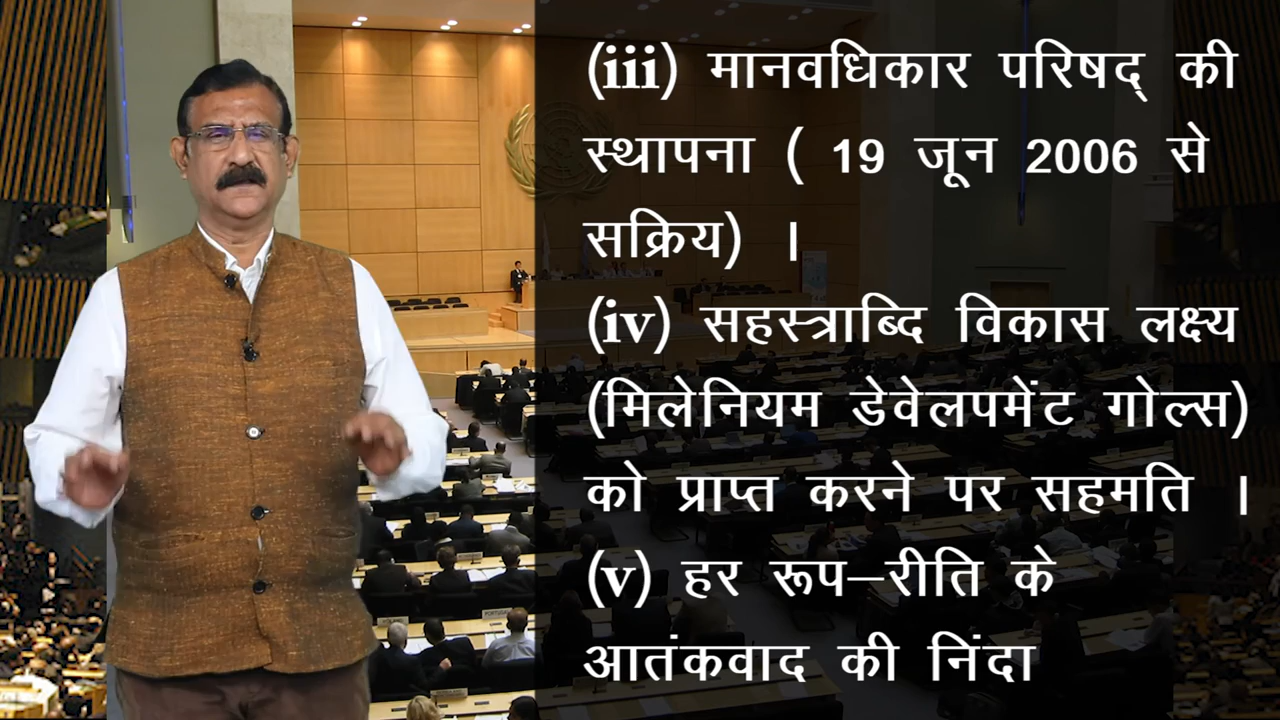 (iii) मानवधिकार परिषद् की
स्थापना ( 19 जून 2006 से
सक्रिय) ।
(iv) सहस्त्राब्दि विकास लक्ष्य
(मिलेनियम डेवेलपमेंट गोल्स)
को प्राप्त करने पर सहमति ।
(v) हर रूप–रीति के
आतंकवाद की निंदा